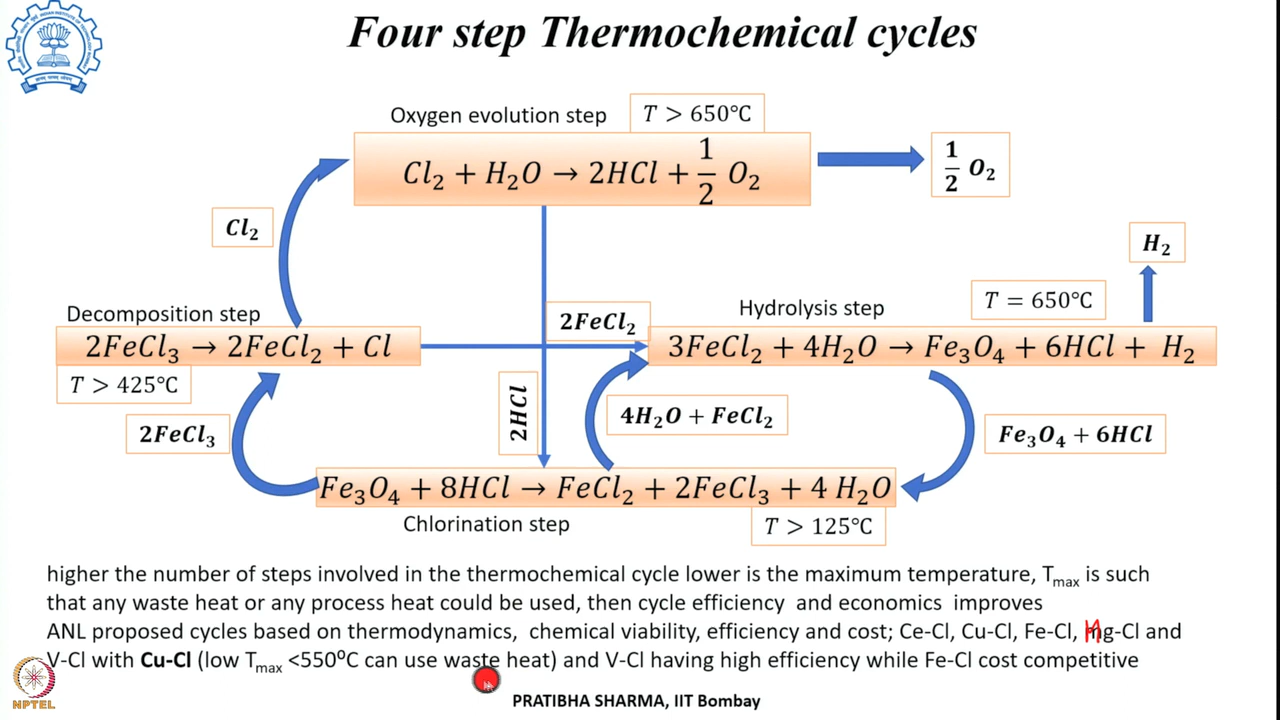 Four step Thermochemical cycles
Oxygen evolution step
T > 650℃
Cl₂ + H₂O → 2HCl + 1/2 O₂
1/2 O₂
Cl₂
H₂
Decomposition step
2FeCl₂
Hydrolysis step
T = 650℃
2FeCl₃ → 2FeCl₂ + Cl
3FeCl₂ + 4H₂O → Fe₃O₄ + 6HCl + H₂
T > 425℃
2HCl
4H₂O + FeCl₂
2FeCl₃
Fe₃O₄ + 6HCl
Fe₃O₄ + 8HCl → FeCl₂ + 2FeCl₃ + 4 H₂O
Chlorination step
T > 125℃
higher the number of steps involved in the thermochemical cycle lower is the maximum temperature, Tmax is such
that any waste heat or any process heat could be used, then cycle efficiency and economics improves
ANL proposed cycles based on thermodynamics, chemical viability, efficiency and cost; Ce-Cl, Cu-Cl, Fe-Cl, Mg-Cl and
V-Cl with Cu-Cl (low Tmax <550⁰C can use waste heat) and V-Cl having high efficiency while Fe-Cl cost competitive
NPTEL
PRATIBHA SHARMA, IIT Bombay